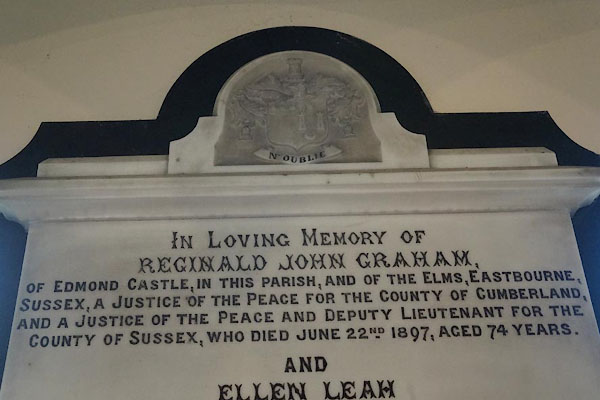 N'OUBLIE
IN LOVING MEMORY OF
REGINALD JOHN GRAHAM,
OF EDMOND CASTLE, IN THIS PARISH, AND OF THE ELMS, EASTBOURNE,
SUSSEX, A JUSTICE OF THE PEACE FOR THE COUNTY OF CUMBERLAND,
AND A JUSTICE OF THE PEACE AND DEPUTY LIEUTENANT FOR THE
COUNTY OF SUSSEX, WHO DIED JUNE 22ND 1897, AGED 74 YEARS.
AND
ELLEN LEAH